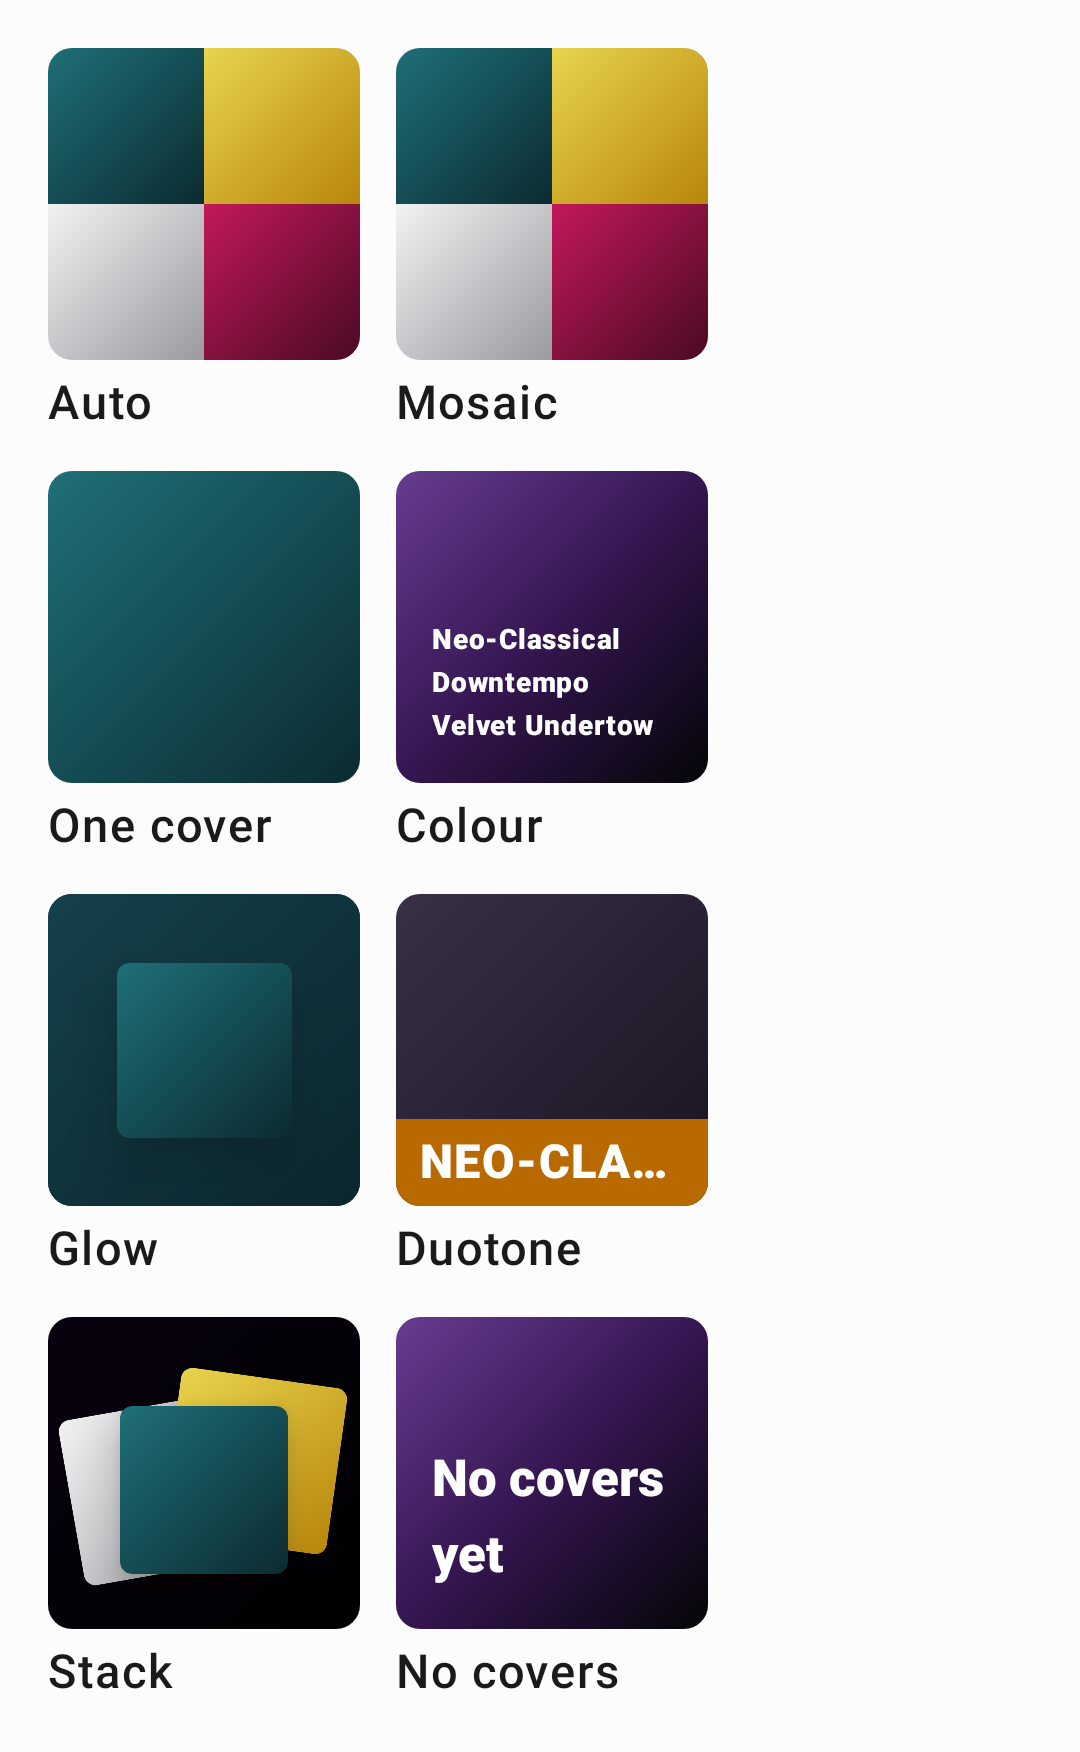 Auto
Mosaic
Neo-Classical
Downtempo
Velvet Undertow
One cover
Colour
NEO-CLA…
Glow
Duotone
No covers
yet
Stack
No covers